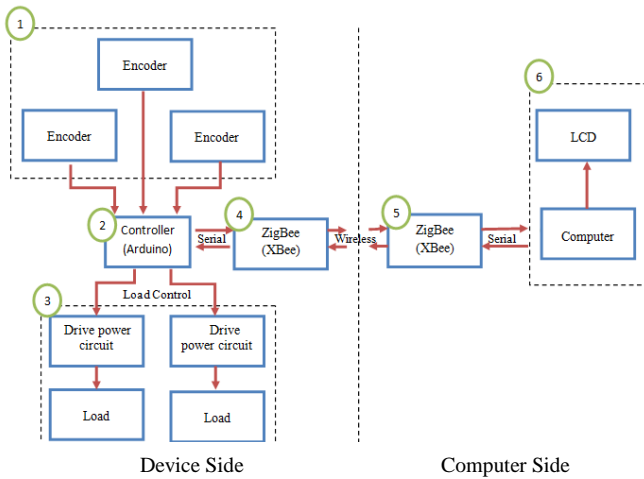 1
Encoder
Encoder
Encoder
2
Controller
(Arduino)
Serial
4
ZigBee
(XBee)
Wireless
5
ZigBee
(XBee)
Serial
6
LCD
Computer
Load Control
3
Drive power
circuit
Drive
power circuit
Load
Load
Device Side
Computer Side